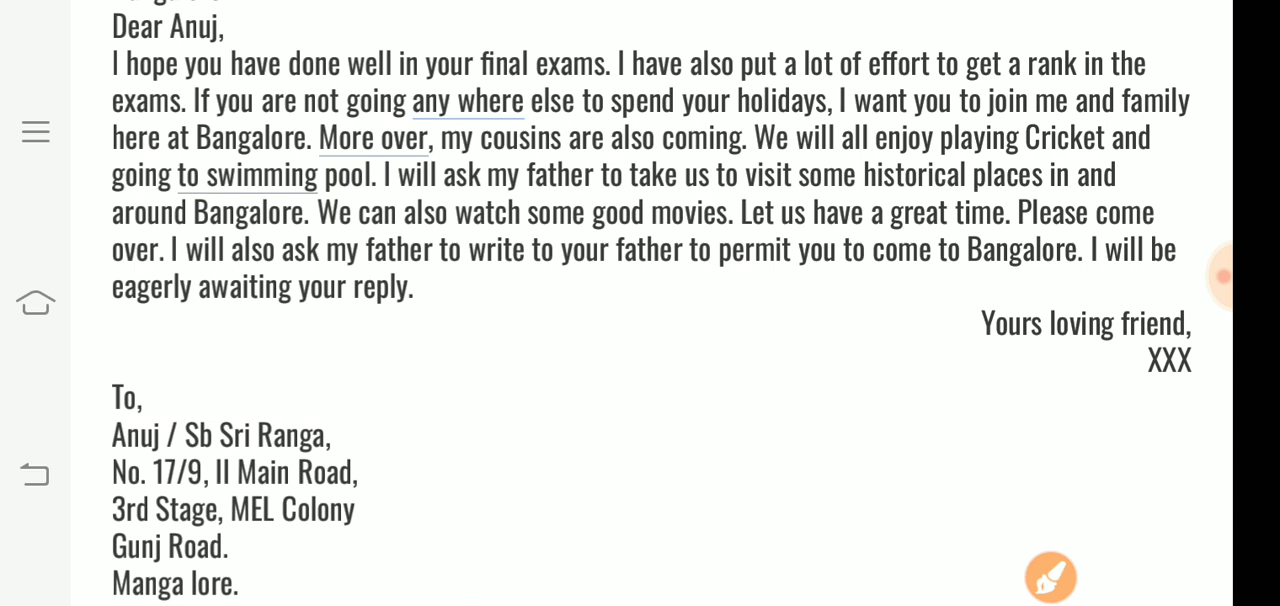 Dear Anuj,
I hope you have done well in your final exams. I have also put a lot of effort to get a rank in the
exams. If you are not going any where else to spend your holidays, I want you to join me and family
here at Bangalore. More over, my cousins are also coming. We will all enjoy playing Cricket and
going to swimming pool. I will ask my father to take us to visit some historical places in and
around Bangalore. We can also watch some good movies. Let us have a great time. Please come
over. I will also ask my father to write to your father to permit you to come to Bangalore. I will be
eagerly awaiting your reply.
Yours loving friend,
XXX
To,
Anuj / Sb Sri Ranga,
No. 17/9, II Main Road,
3rd Stage, MEL Colony
Gunj Road.
Manga lore.